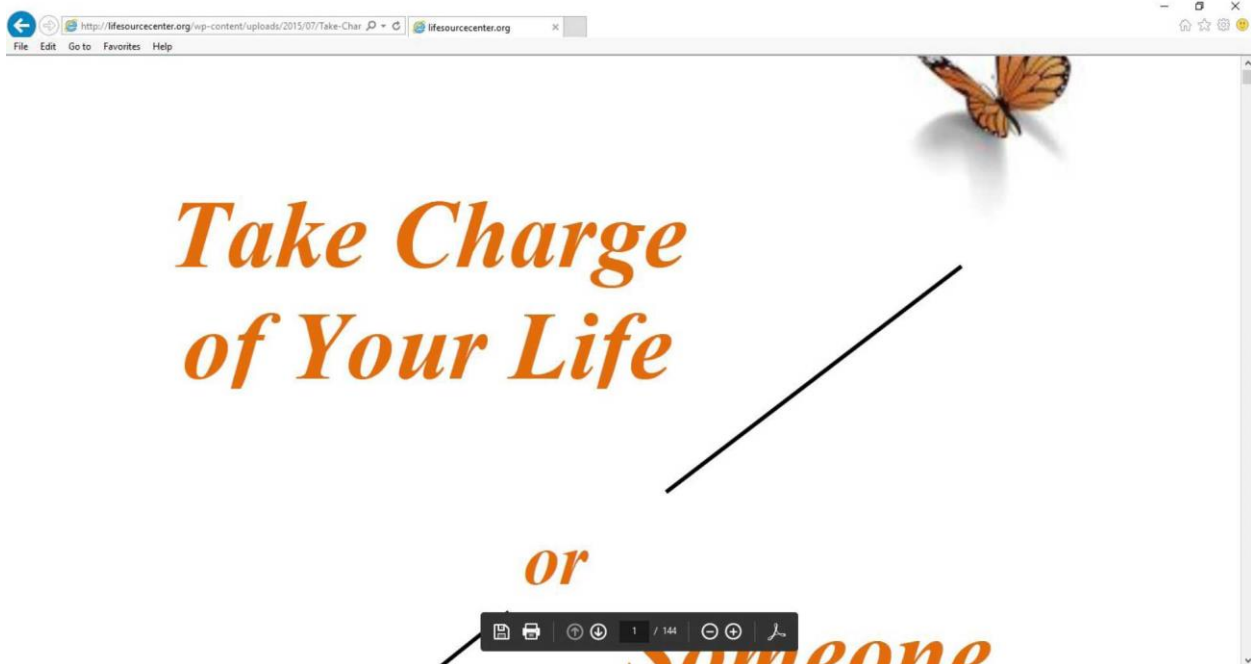 http://lifesourcecenter.org/wp-content/uploads/2015/07/Take-Char
lifesourcecenter.org
File Edit Go to Favorites Help
Take Charge
of Your Life
or
1 / 144
Someone